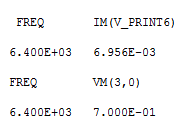 FREQ IM(V_PRINT6)
6.400E+03 6.956E-03
FREQ VM(3,0)
6.400E+03 7.000E-01